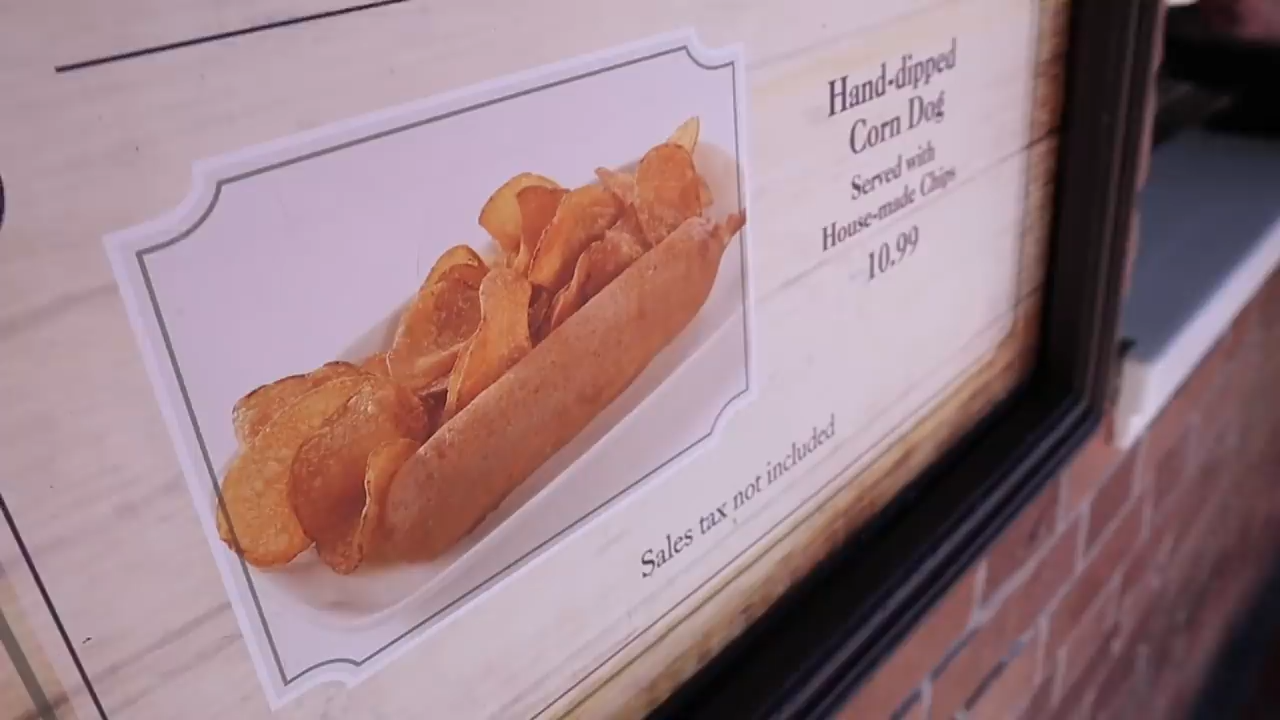 Hand-dipped
Corn Dog
Served with
House-made Chips
10.99
Sales tax not included